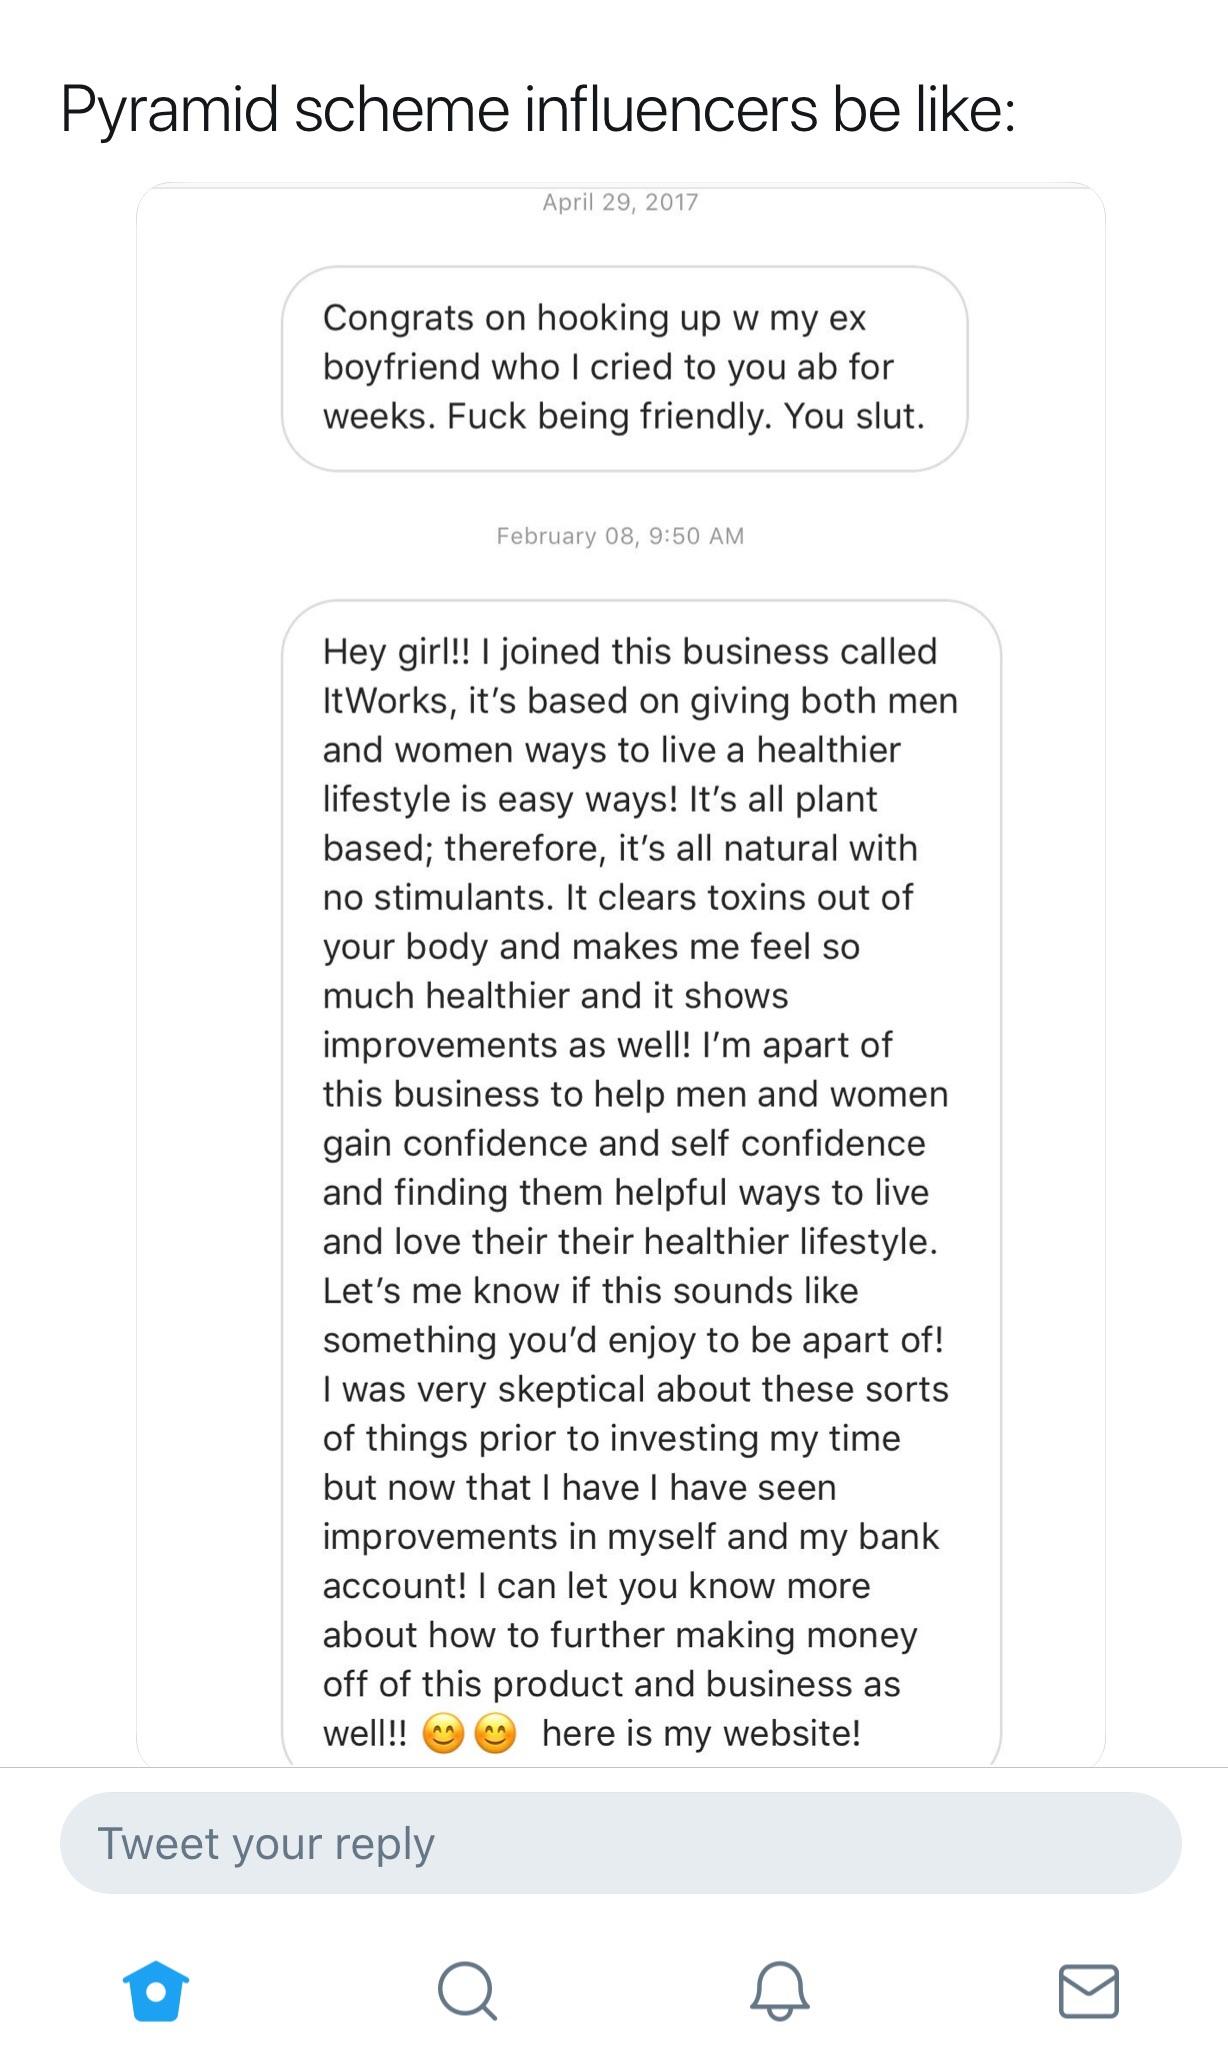 Pyramid scheme influencers be like:
April 29, 2017
Congrats on hooking up w my ex
boyfriend who I cried to you ab for
weeks. Fuck being friendly. You slut.
February 08, 9:50 AM
Hey girl!! I joined this business called
ItWorks, it’s based on giving both men
and women ways to live a healthier
lifestyle is easy ways! It’s all plant
based; therefore, it’s all natural with
no stimulants. It clears toxins out of
your body and makes me feel so
much healthier and it shows
improvements as well! I’m apart of
this business to help men and women
gain confidence and self confidence
and finding them helpful ways to live
and love their their healthier lifestyle.
Let’s me know if this sounds like
something you’d enjoy to be apart of!
I was very skeptical about these sorts
of things prior to investing my time
but now that I have I have seen
improvements in myself and my bank
account! I can let you know more
about how to further making money
off of this product and business as
well!! 😊😊 here is my website!
Tweet your reply